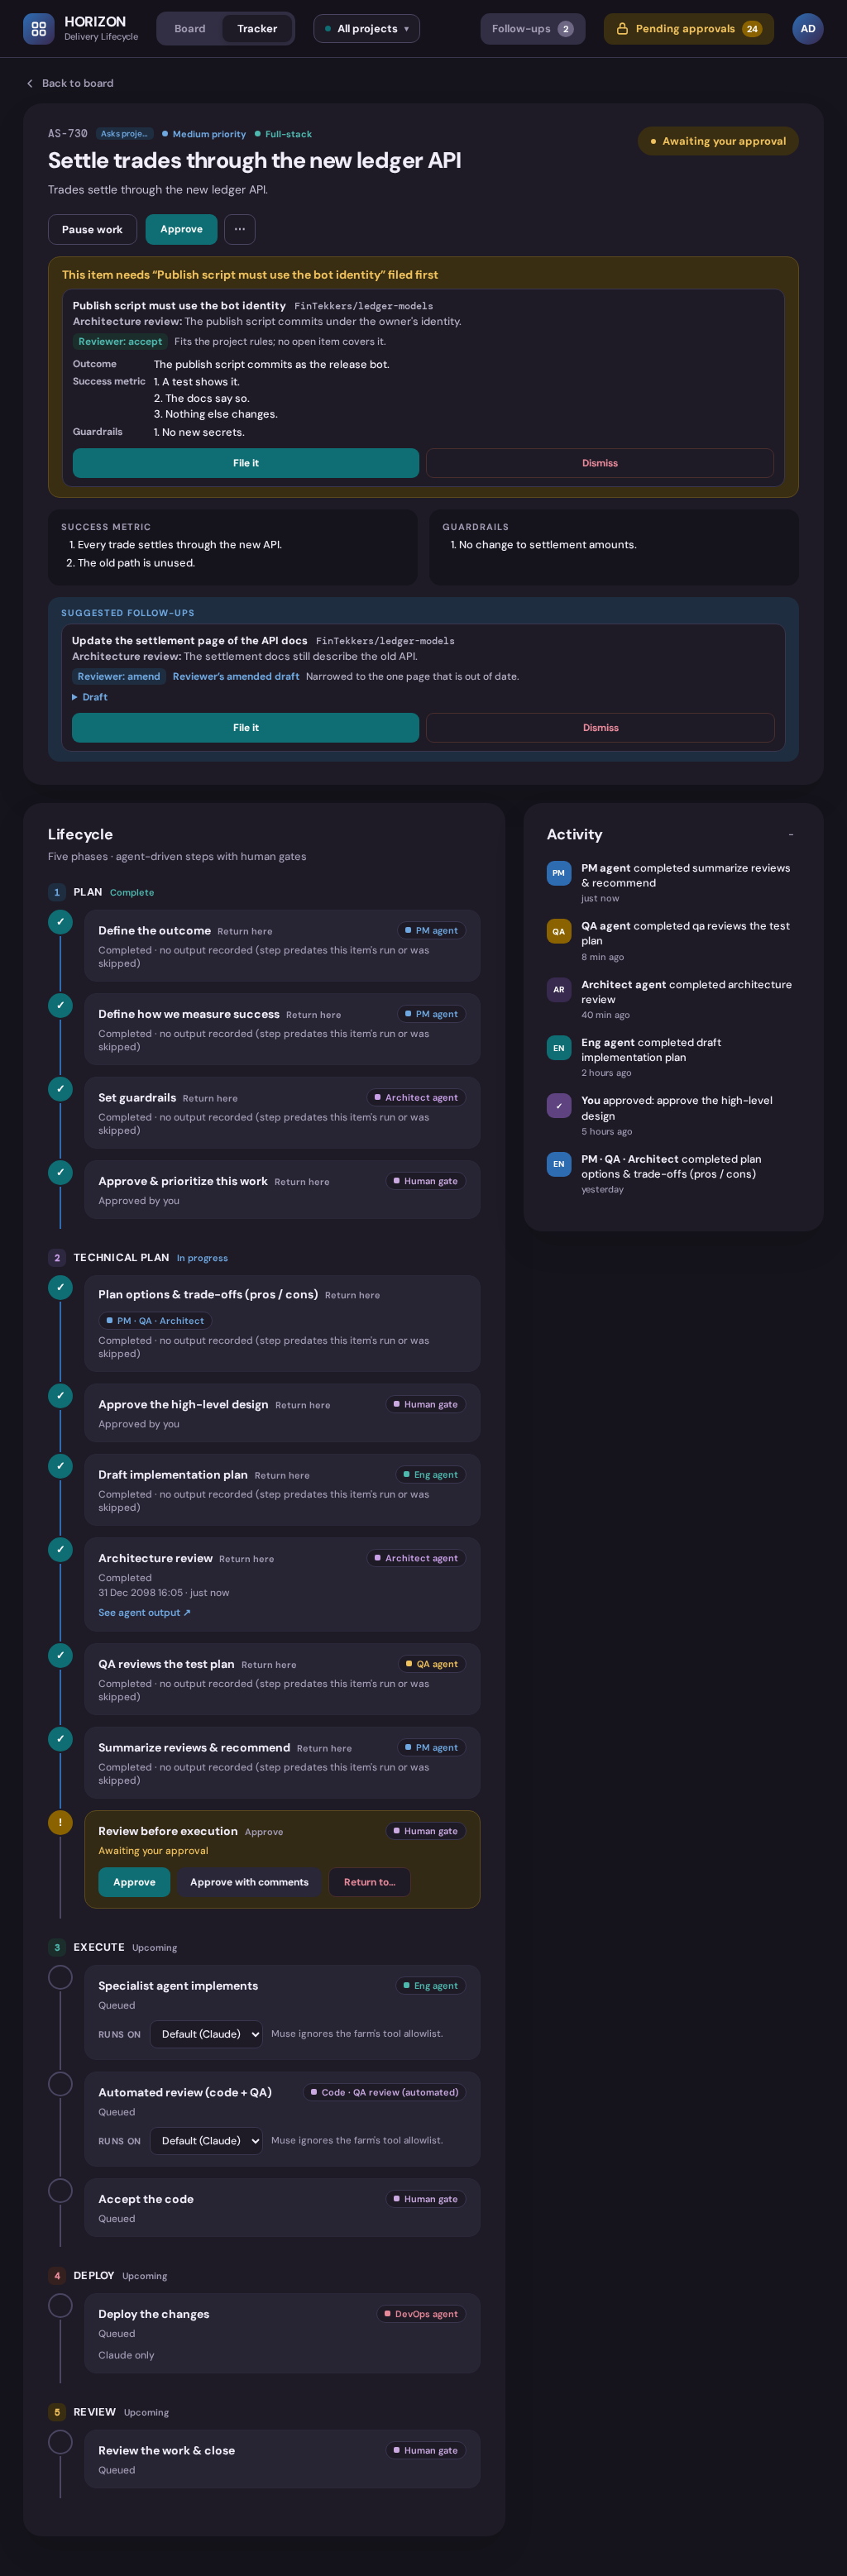 HORIZON
Delivery Lifecycle
Board
Tracker
All projects ▾
Follow-ups 2
Pending approvals 24
AD
Back to board
AS-730 Asks proje… Medium priority Full-stack
Awaiting your approval
Settle trades through the new ledger API
Trades settle through the new ledger API.
Pause work
Approve
⋯
This item needs “Publish script must use the bot identity” filed first
Publish script must use the bot identity FinTekkers/ledger-models
Architecture review: The publish script commits under the owner's identity.
Reviewer: accept Fits the project rules; no open item covers it.
Outcome The publish script commits as the release bot.
Success metric 1. A test shows it.
2. The docs say so.
3. Nothing else changes.
Guardrails 1. No new secrets.
File it
Dismiss
SUCCESS METRIC
1. Every trade settles through the new API.
2. The old path is unused.
GUARDRAILS
1. No change to settlement amounts.
SUGGESTED FOLLOW-UPS
Update the settlement page of the API docs FinTekkers/ledger-models
Architecture review: The settlement docs still describe the old API.
Reviewer: amend Reviewer's amended draft Narrowed to the one page that is out of date.
▶ Draft
File it
Dismiss
Lifecycle
Five phases · agent-driven steps with human gates
1 PLAN Complete
✓ Define the outcome Return here PM agent
Completed · no output recorded (step predates this item's run or was
skipped)
✓ Define how we measure success Return here PM agent
Completed · no output recorded (step predates this item's run or was
skipped)
✓ Set guardrails Return here Architect agent
Completed · no output recorded (step predates this item's run or was
skipped)
✓ Approve & prioritize this work Return here Human gate
Approved by you
2 TECHNICAL PLAN In progress
✓ Plan options & trade-offs (pros / cons) Return here
PM · QA · Architect
Completed · no output recorded (step predates this item's run or was
skipped)
✓ Approve the high-level design Return here Human gate
Approved by you
✓ Draft implementation plan Return here Eng agent
Completed · no output recorded (step predates this item's run or was
skipped)
✓ Architecture review Return here Architect agent
Completed
31 Dec 2098 16:05 · just now
See agent output ↗
✓ QA reviews the test plan Return here QA agent
Completed · no output recorded (step predates this item's run or was
skipped)
✓ Summarize reviews & recommend Return here PM agent
Completed · no output recorded (step predates this item's run or was
skipped)
! Review before execution Approve Human gate
Awaiting your approval
Approve
Approve with comments
Return to…
3 EXECUTE Upcoming
Specialist agent implements Eng agent
Queued
RUNS ON Default (Claude) Muse ignores the farm's tool allowlist.
Automated review (code + QA) Code · QA review (automated)
Queued
RUNS ON Default (Claude) Muse ignores the farm's tool allowlist.
Accept the code Human gate
Queued
4 DEPLOY Upcoming
Deploy the changes DevOps agent
Queued
Claude only
5 REVIEW Upcoming
Review the work & close Human gate
Queued
Activity –
PM
PM agent completed summarize reviews
& recommend
just now
QA
QA agent completed qa reviews the test
plan
8 min ago
AR
Architect agent completed architecture
review
40 min ago
EN
Eng agent completed draft
implementation plan
2 hours ago
✓
You approved: approve the high-level
design
5 hours ago
EN
PM · QA · Architect completed plan
options & trade-offs (pros / cons)
yesterday